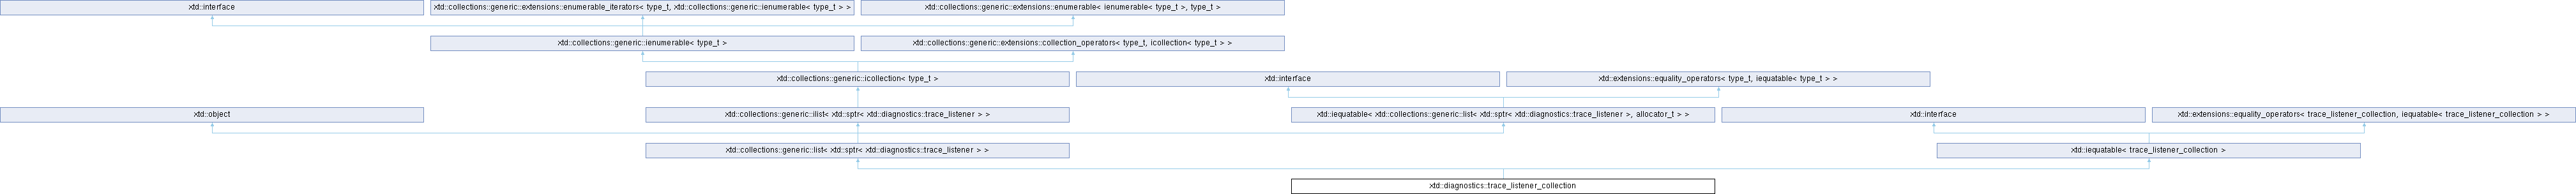 xtd::interface
xtd::collections::generic::extensions::enumerable_iterators< type_t, xtd::collections::generic::ienumerable< type_t > >
xtd::collections::generic::extensions::enumerable< ienumerable< type_t >, type_t >
xtd::collections::generic::ienumerable< type_t >
xtd::collections::generic::extensions::collection_operators< type_t, icollection< type_t > >
xtd::collections::generic::icollection< type_t >
xtd::interface
xtd::extensions::equality_operators< type_t, iequatable< type_t > >
xtd::object
xtd::collections::generic::ilist< xtd::sptr< xtd::diagnostics::trace_listener > >
xtd::iequatable< xtd::collections::generic::list< xtd::sptr< xtd::diagnostics::trace_listener >, allocator_t > >
xtd::interface
xtd::extensions::equality_operators< trace_listener_collection, iequatable< trace_listener_collection > >
xtd::collections::generic::list< xtd::sptr< xtd::diagnostics::trace_listener > >
xtd::iequatable< trace_listener_collection >
xtd::diagnostics::trace_listener_collection